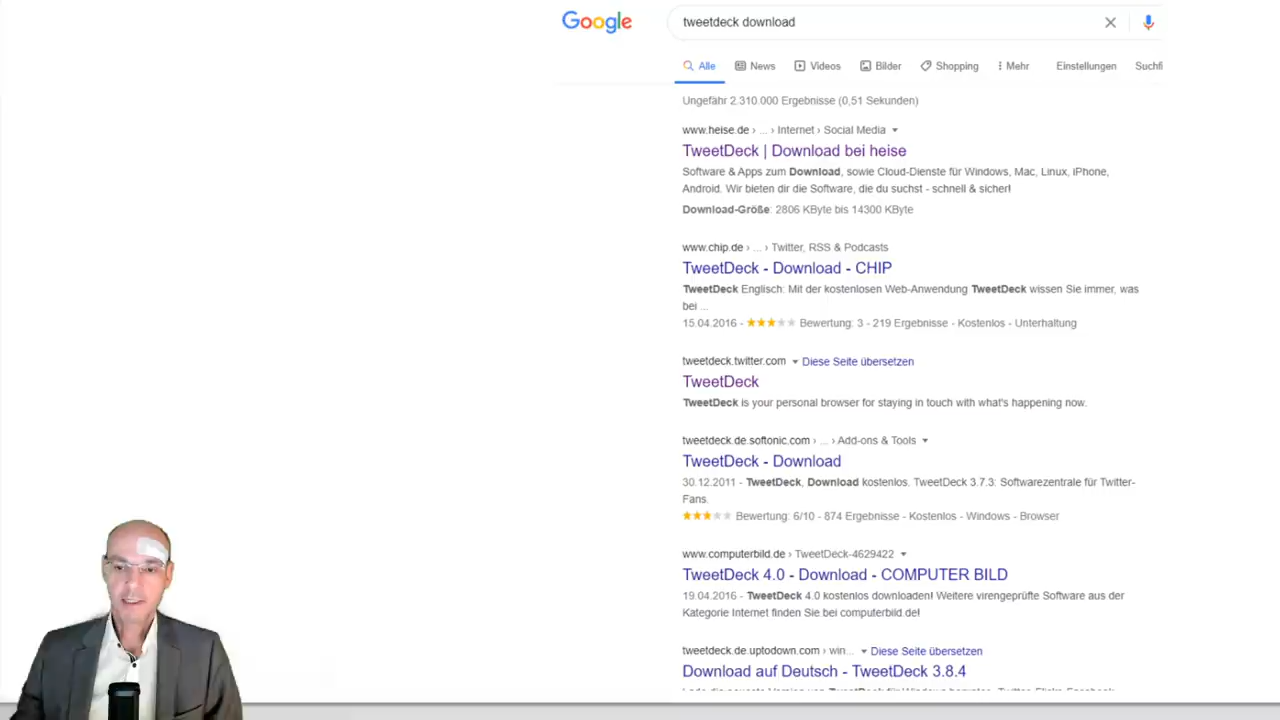 Google
tweetdeck download
Alle News Videos Bilder Shopping Mehr Einstellungen
Ungefähr 2.310.000 Ergebnisse (0,51 Sekunden)
www.heise.de › ... › Internet › Social Media
TweetDeck | Download bei heise
Software & Apps zum Download, sowie Cloud-Dienste für Windows, Mac, Linux, iPhone,
Android. Wir bieten dir die Software, die du suchst - schnell & sicher!
Download-Größe: 2806 KByte bis 14300 KByte
www.chip.de › ... › Twitter, RSS & Podcasts
TweetDeck - Download - CHIP
TweetDeck Englisch: Mit der kostenlosen Web-Anwendung TweetDeck wissen Sie immer, was
bei ...
15.04.2016 - Bewertung: 3 - 219 Ergebnisse - Kostenlos - Unterhaltung
tweetdeck.twitter.com Diese Seite übersetzen
TweetDeck
TweetDeck is your personal browser for staying in touch with what's happening now.
tweetdeck.de.softonic.com › ... › Add-ons & Tools
TweetDeck - Download
30.12.2011 - TweetDeck, Download kostenlos. TweetDeck 3.7.3: Softwarezentrale für Twitter-
Fans.
Bewertung: 6/10 - 874 Ergebnisse - Kostenlos - Windows - Browser
www.computerbild.de › TweetDeck-4629422
TweetDeck 4.0 - Download - COMPUTER BILD
19.04.2016 - TweetDeck 4.0 kostenlos downloaden! Weitere virengeprüfte Software aus der
Kategorie Internet finden Sie bei computerbild.de!
tweetdeck.de.uptodown.com › win... Diese Seite übersetzen
Download auf Deutsch - TweetDeck 3.8.4